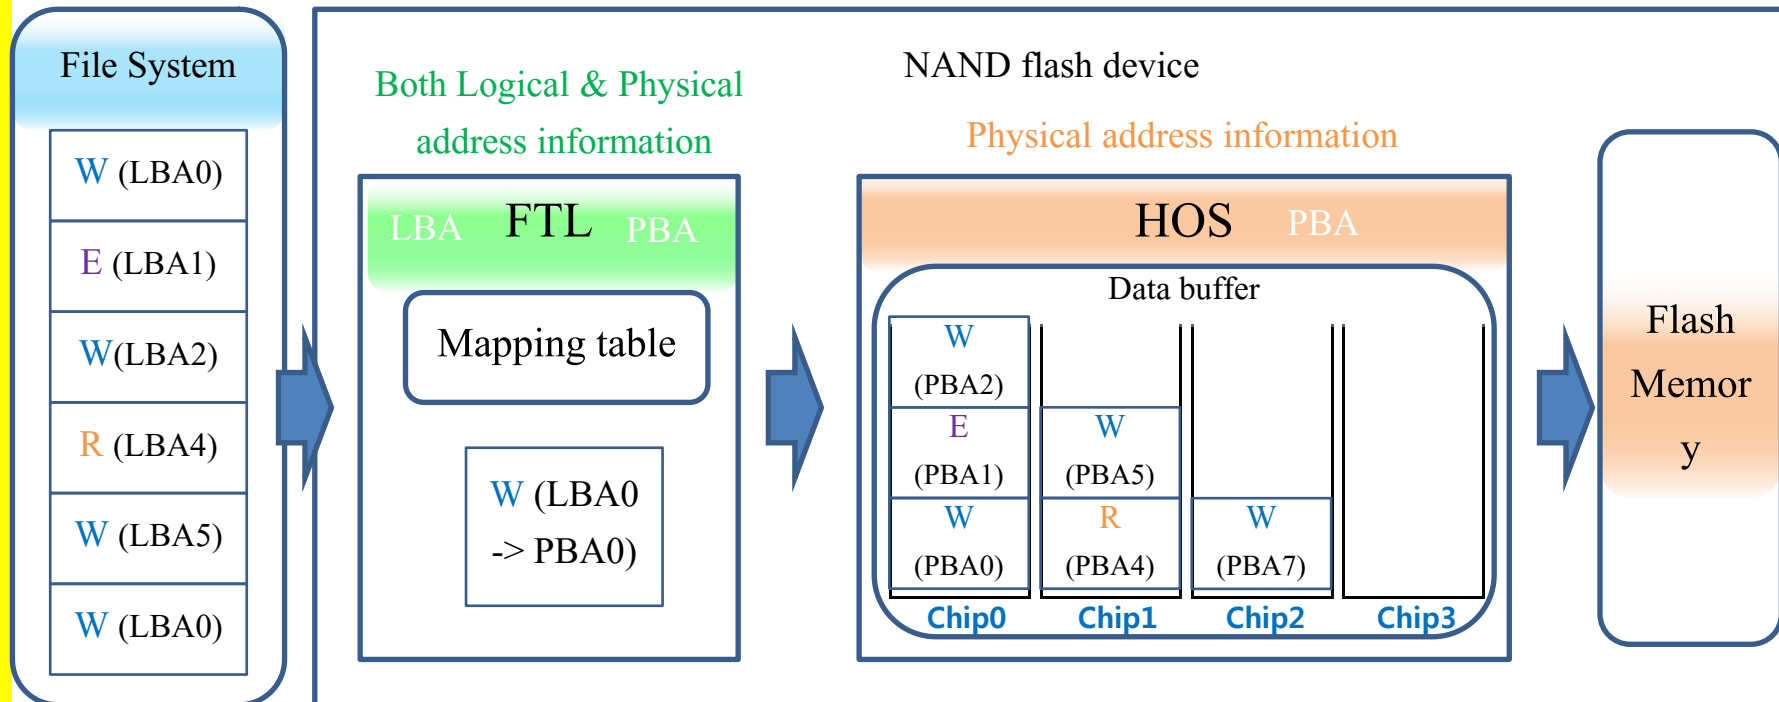 File System
W (LBA0)
E (LBA1)
W(LBA2)
R (LBA4)
W (LBA5)
W (LBA0)
NAND flash device
Both Logical & Physical
address information
LBA FTL PBA
Mapping table
W (LBA0
-> PBA0)
Physical address information
HOS PBA
Data buffer
W
(PBA2)
E
(PBA1)
W
(PBA0)
Chip0
W
(PBA5)
R
(PBA4)
Chip1
W
(PBA7)
Chip2
Chip3
Flash
Memor
y